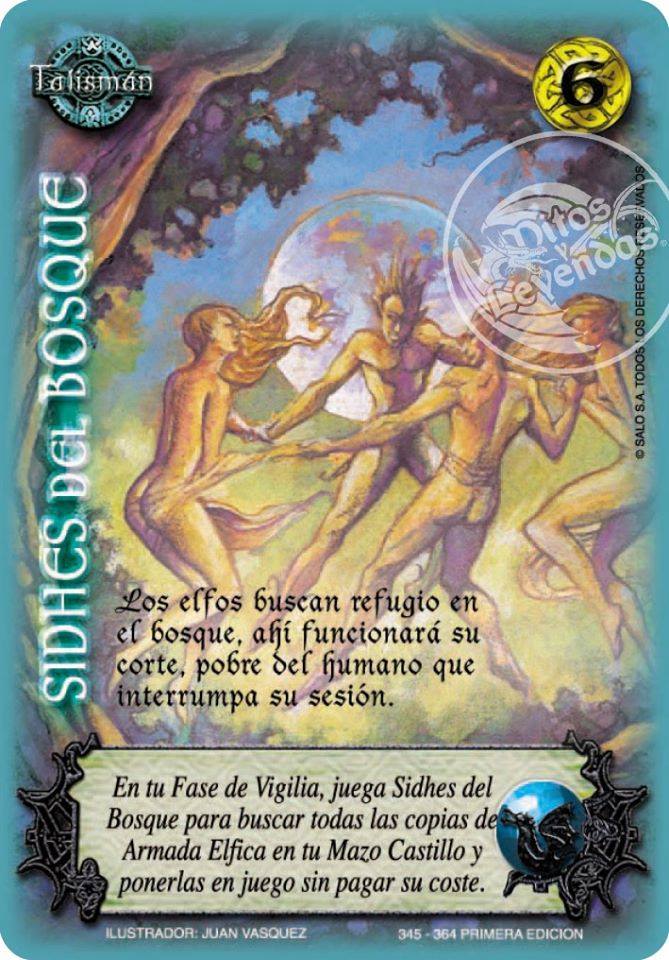 Talismán
6
Mitos
y
Leyendas
©
SIDHES DEL BOSQUE
© SALO S.A. TODOS LOS DERECHOS RESERVADOS
Los elfos buscan refugio en
el bosque, ahí funcionará su
corte, pobre del humano que
interrumpa su sesión.
En tu Fase de Vigilia, juega Sidhes del
Bosque para buscar todas las copias de
Armada Elfica en tu Mazo Castillo y
ponerlas en juego sin pagar su coste.
ILUSTRADOR: JUAN VASQUEZ 345 - 364 PRIMERA EDICION